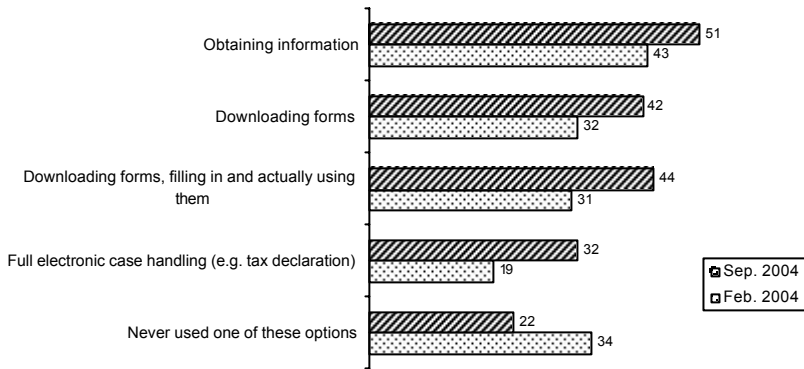 Obtaining information
51
43
Downloading forms
42
32
Downloading forms, filling in and actually using
them
44
31
Full electronic case handling (e.g. tax declaration)
32
19
Never used one of these options
22
34
Sep. 2004
Feb. 2004